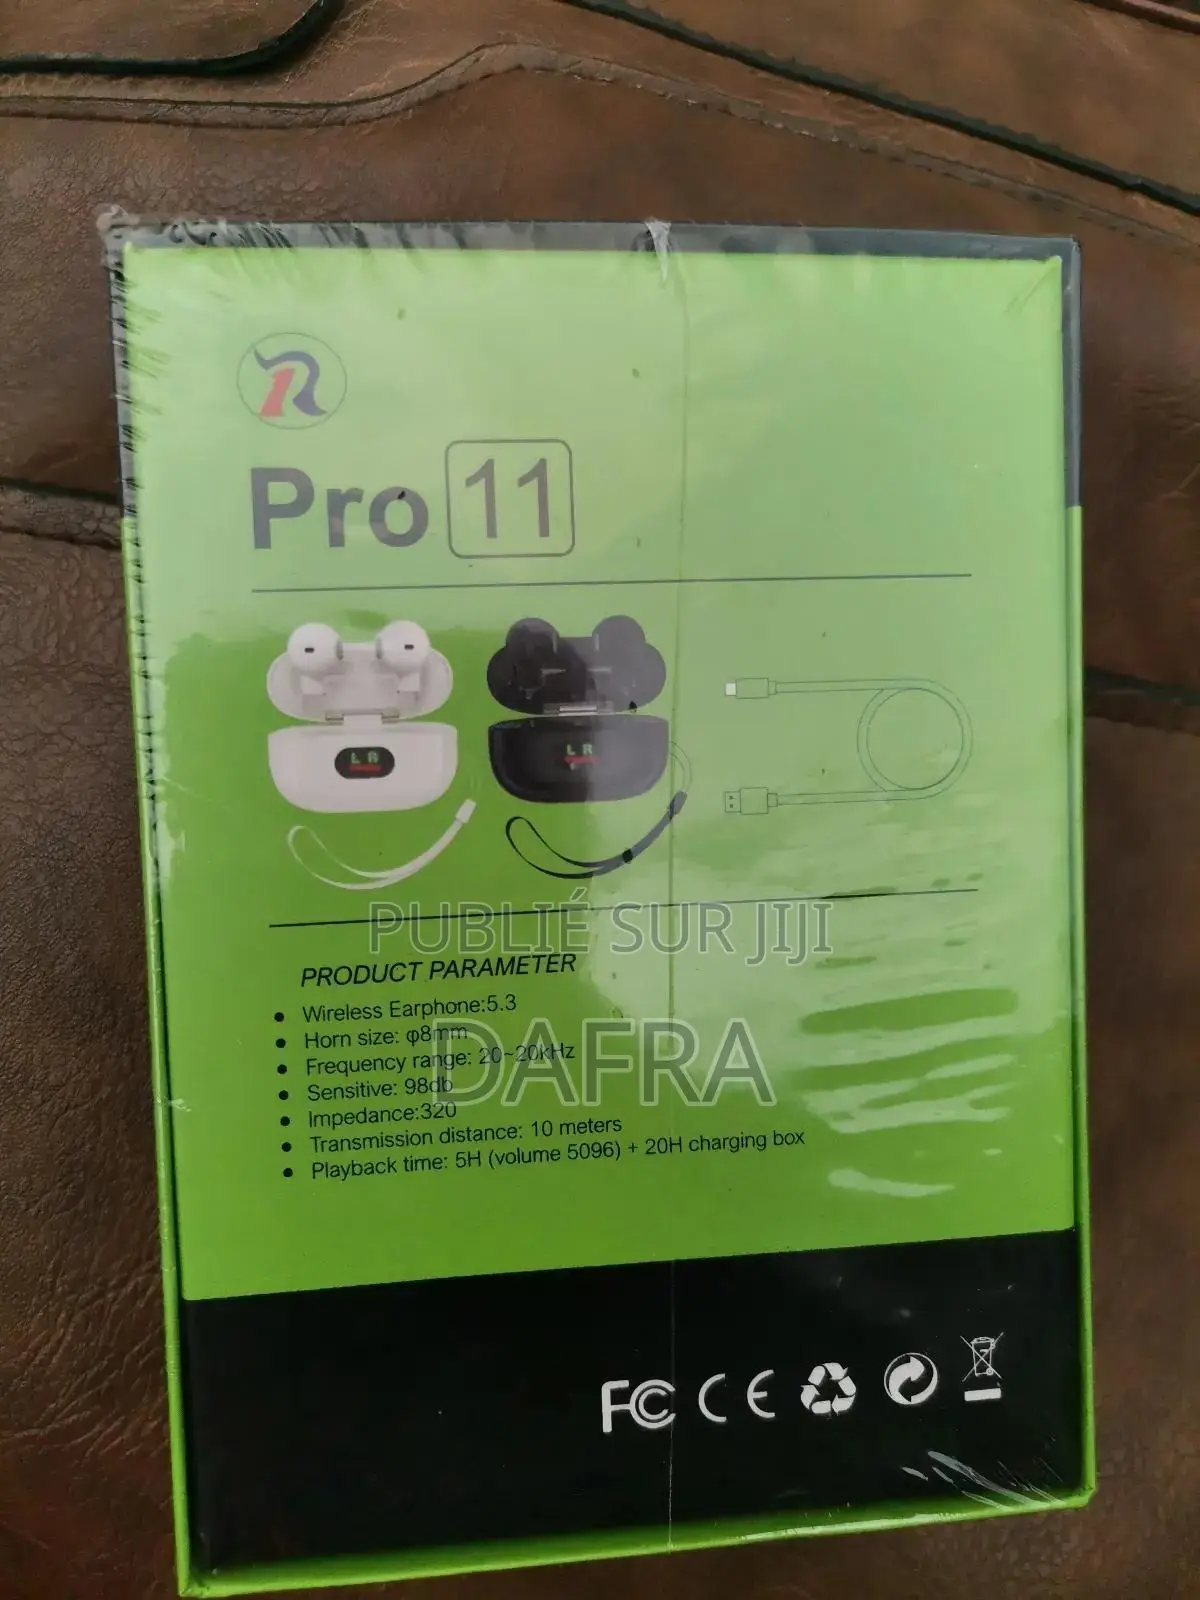 R
Pro 11
L R
L R
PUBLIÉ SUR JIJI
PRODUCT PARAMETER
Wireless Earphone:5.3
Horn size: φ8mm
DAFRA
Frequency range: 20~20kHz
Sensitive: 98db
Impedance:320
Transmission distance: 10 meters
Playback time: 5H (volume 5096) + 20H charging box
FC CE